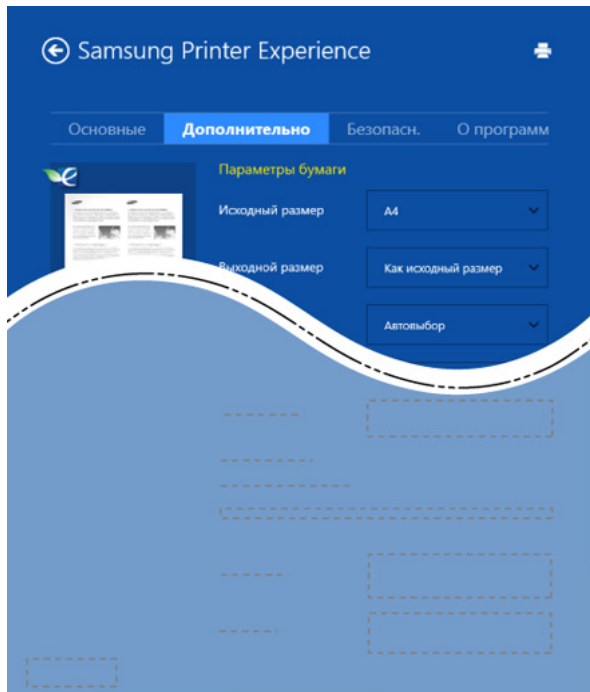 Samsung Printer Experience
Основные Дополнительно Безопасн. О программ
Параметры бумаги
Исходный размер A4
Выходной размер Как исходный размер
Автовыбор